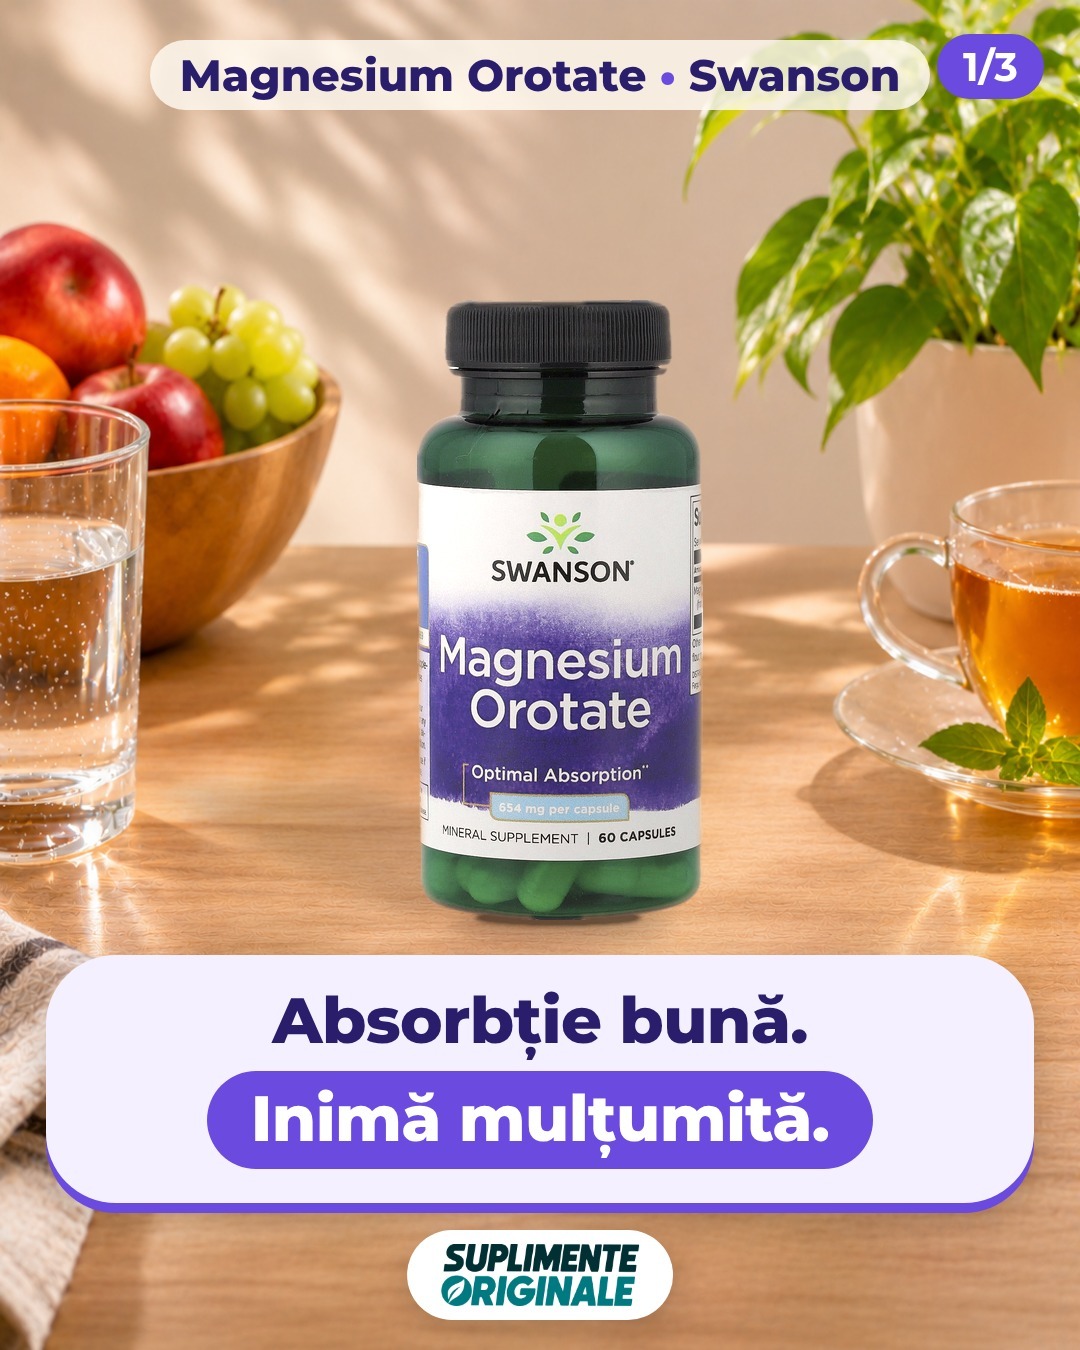 Magnesium Orotate • Swanson
1/3
SWANSON
Magnesium
Orotate
Optimal Absorption
654 mg per capsule
MINERAL SUPPLEMENT | 60 CAPSULES
Absorbție bună.
Inimă mulțumită.
SUPLIMENTE
ORIGINALE